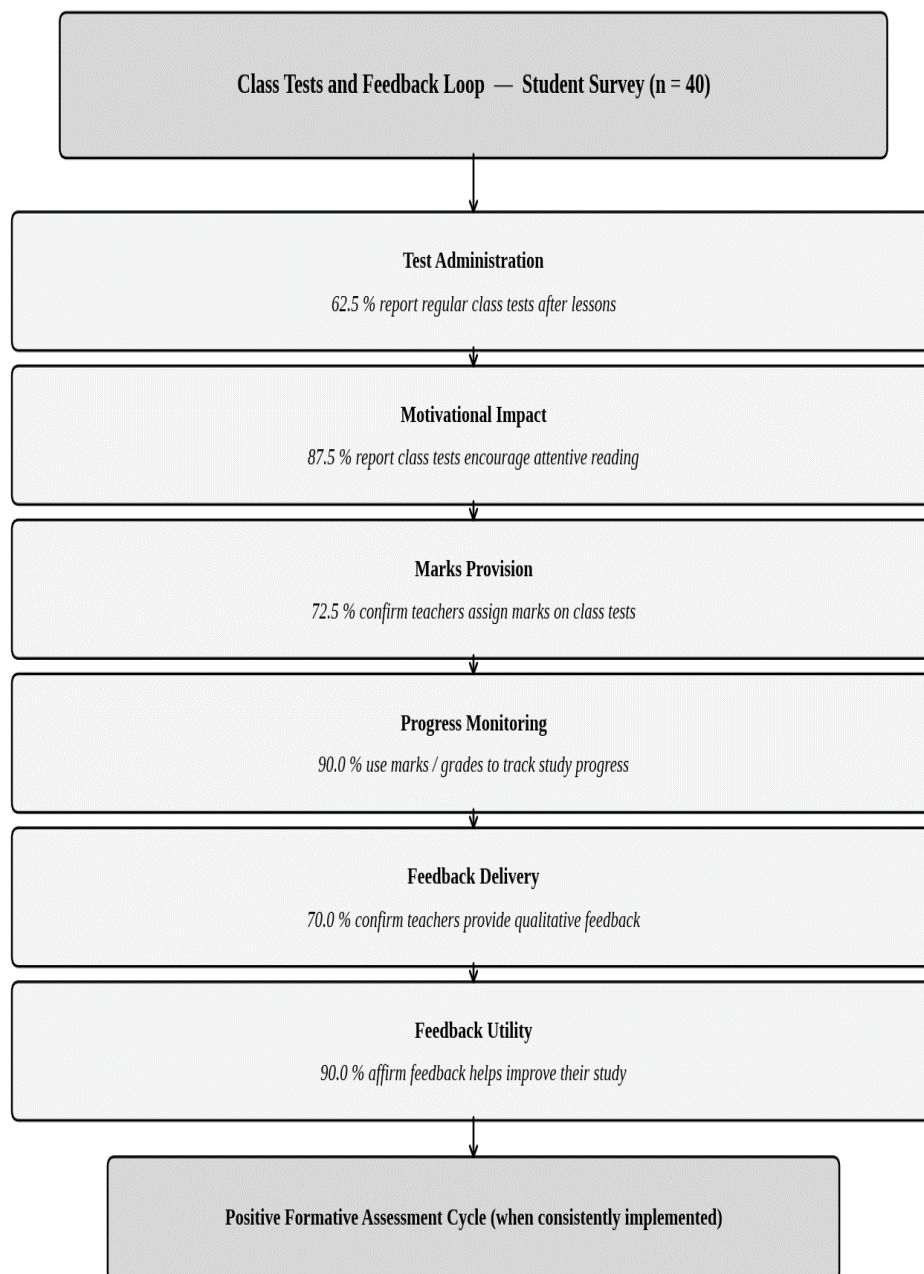 Class Tests and Feedback Loop — Student Survey (n = 40)
Test Administration
62.5 % report regular class tests after lessons
Motivational Impact
87.5 % report class tests encourage attentive reading
Marks Provision
72.5 % confirm teachers assign marks on class tests
Progress Monitoring
90.0 % use marks / grades to track study progress
Feedback Delivery
70.0 % confirm teachers provide qualitative feedback
Feedback Utility
90.0 % affirm feedback helps improve their study
Positive Formative Assessment Cycle (when consistently implemented)